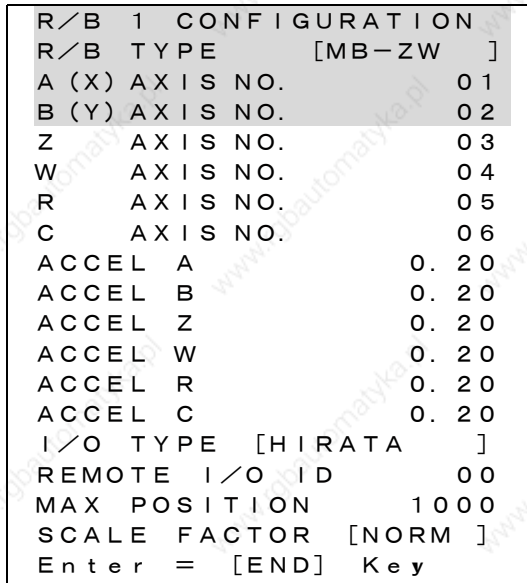 R/B 1 CONFIGURATION
R/B TYPE [MB-ZW ]
A(X)AXIS NO. 01
B(Y)AXIS NO. 02
Z AXIS NO. 03
W AXIS NO. 04
R AXIS NO. 05
C AXIS NO. 06
ACCEL A 0.20
ACCEL B 0.20
ACCEL Z 0.20
ACCEL W 0.20
ACCEL R 0.20
ACCEL C 0.20
I/O TYPE [HIRATA ]
REMOTE I/O ID 00
MAX POSITION 1000
SCALE FACTOR [NORM ]
Enter = [END] Key